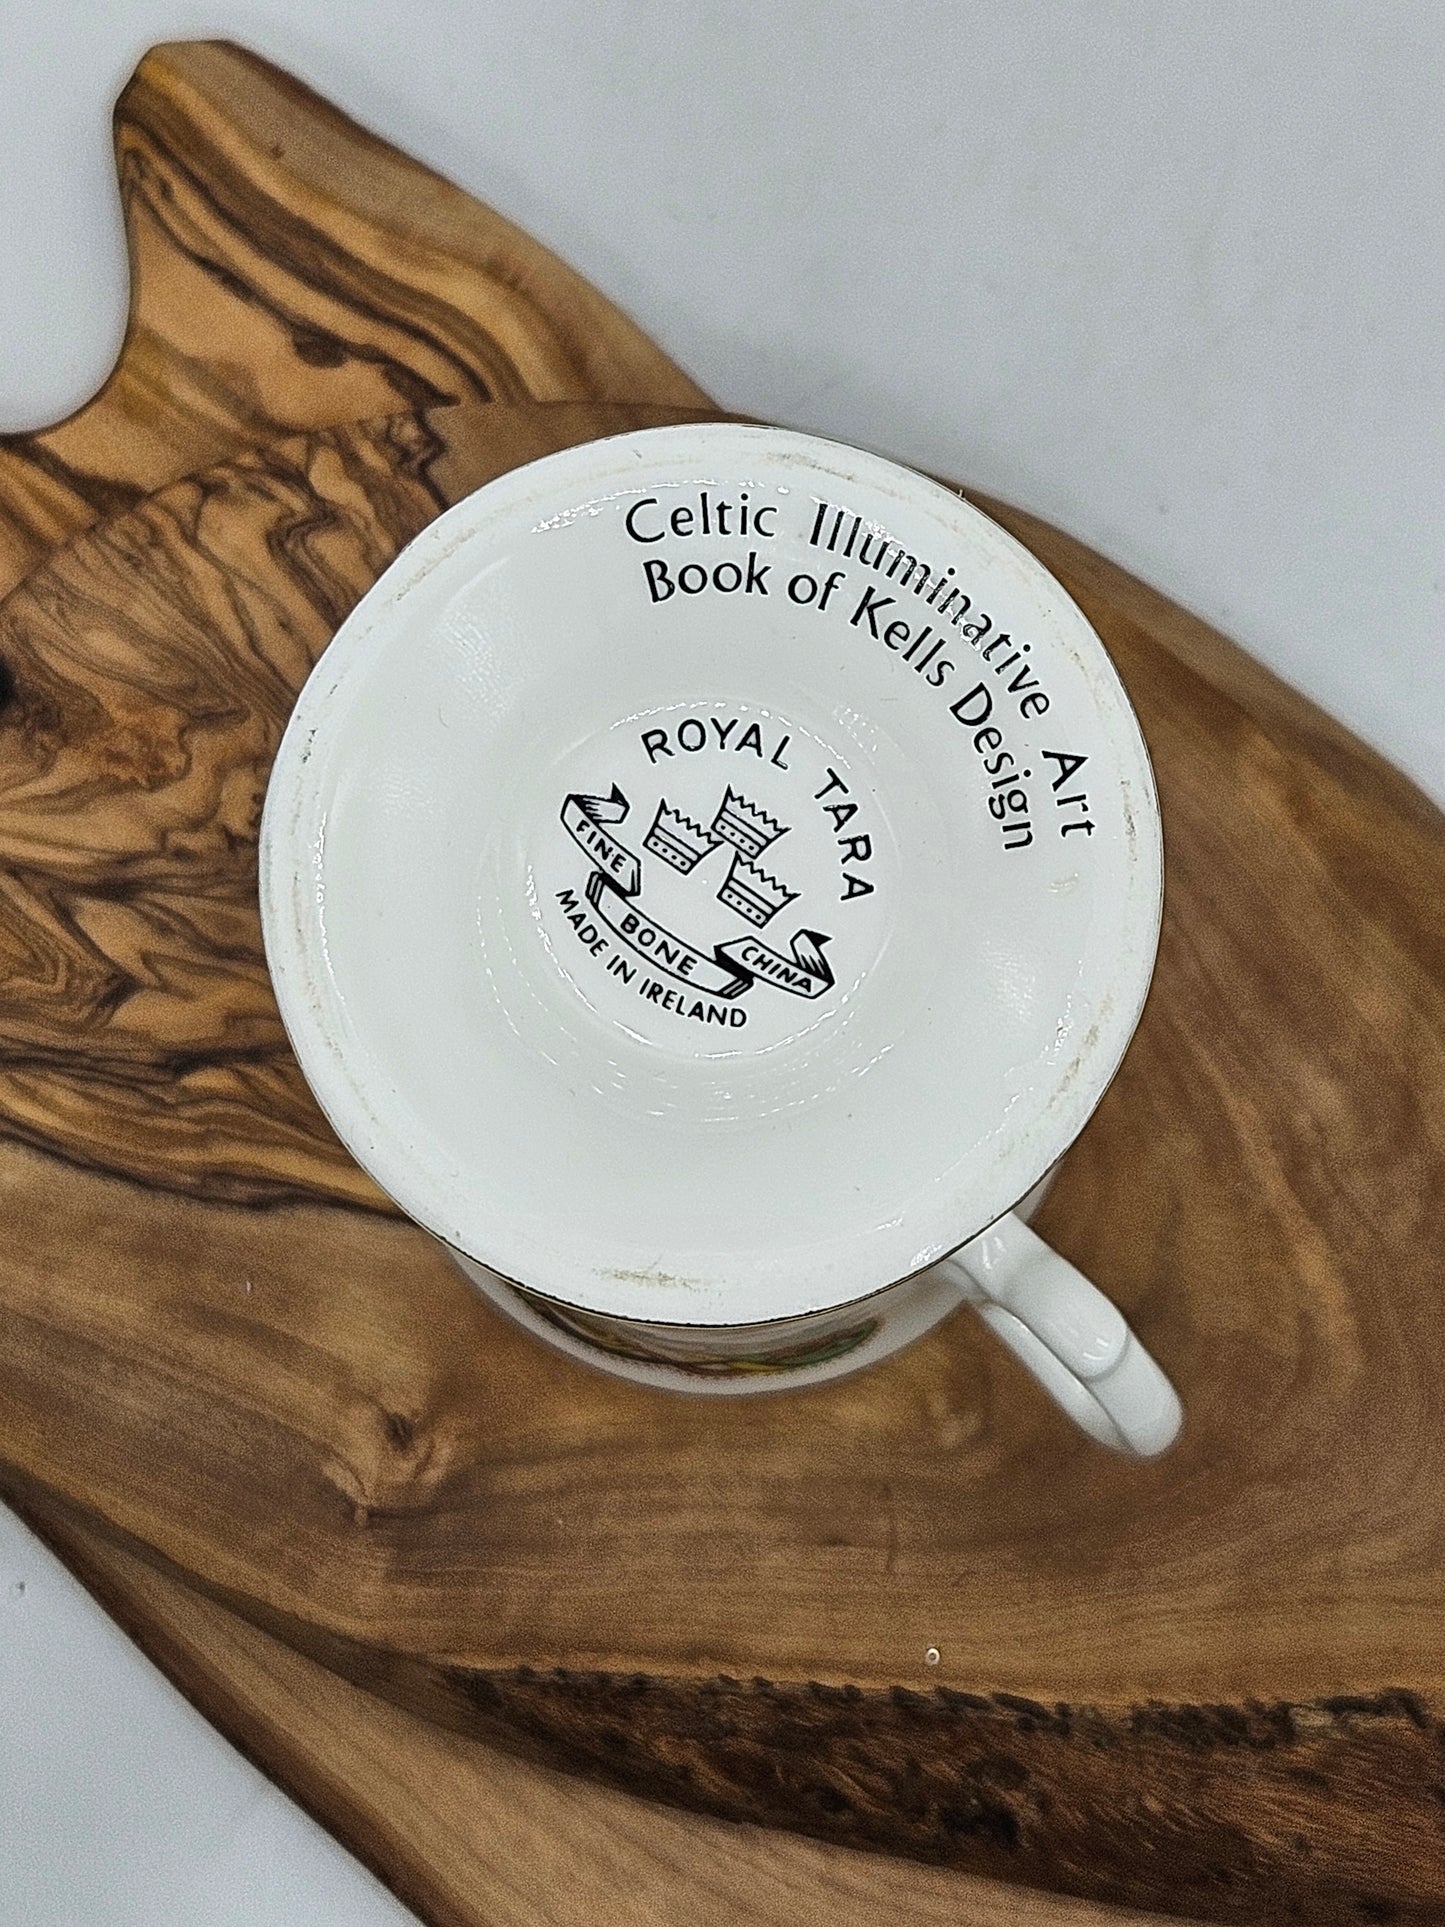 Celtic Illuminative Art
Book of Kells Design
ROYAL TARA
FINE BONE CHINA
MADE IN IRELAND